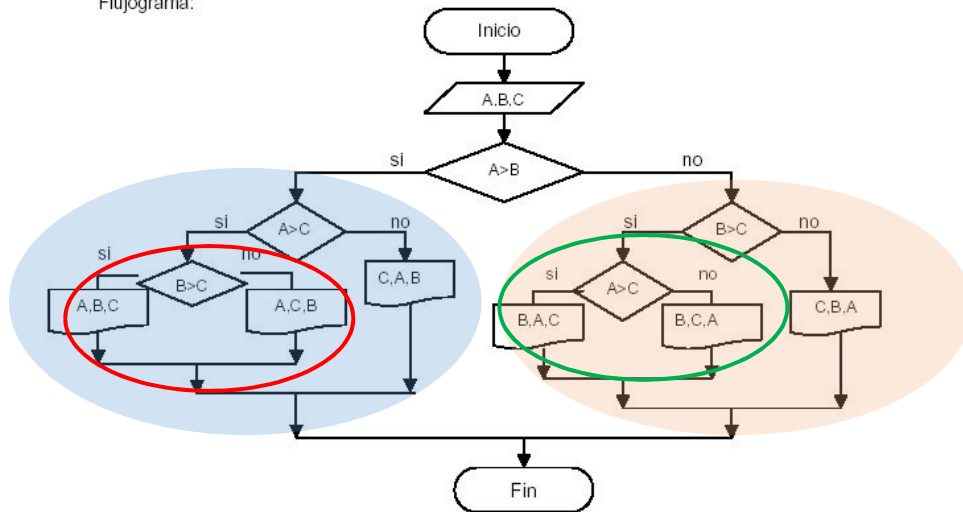 Flujograma:
Inicio
A,B,C
A>B
si
no
A>C
si
no
B>C
si
no
A,B,C
A,C,B
C,A,B
B>C
si
no
A>C
si
no
B,A,C
B,C,A
C,B,A
Fin